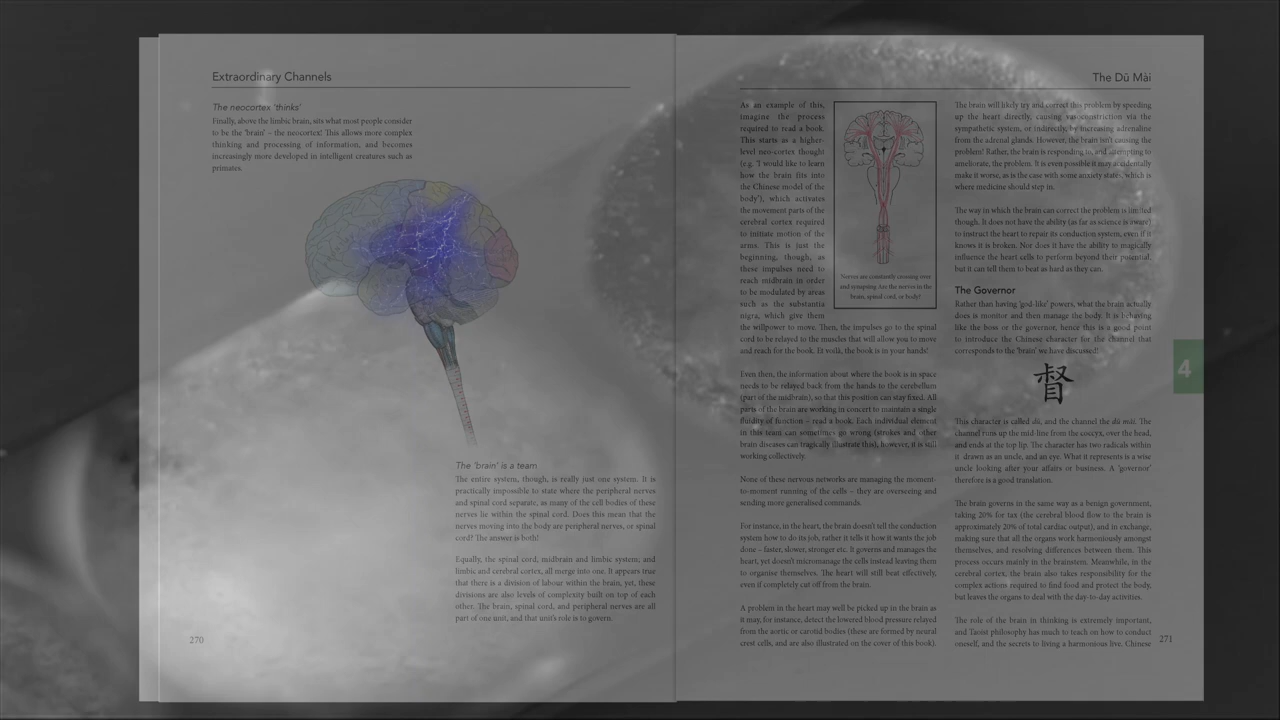 Extraordinary Channels
The neocortex 'thinks'
Finally, above the limbic brain, sits what most people consider
to be the 'brain' – the neocortex! This allows more complex
thinking and processing of information, and becomes
increasingly more developed in intelligent creatures such as
primates.
The 'brain' is a team
The entire system, though, is really just one system. It is
practically impossible to state where the peripheral nerves
and spinal cord separate, as many of the cell bodies of these
nerves lie within the spinal cord. Does this mean that the
nerves moving into the body are peripheral nerves, or spinal
cord? The answer is both!
Equally, the spinal cord, midbrain and limbic system; and
limbic and cerebral cortex, all merge into one. It appears true
that there is a division of labour within the brain, yet, these
divisions are also levels of complexity built on top of each
other. The brain, spinal cord, and peripheral nerves are all
part of one unit, and that unit's role is to govern.
270
The Dū Mài
As an example of this,
imagine the process
required to read a book.
This starts as a higher-
level neo-cortex thought
(e.g. 'I would like to learn
how the brain fits into
the Chinese model of the
body'), which activates
the movement parts of the
cerebral cortex required
to initiate motion of the
arms. This is just the
beginning, though, as
these impulses need to
reach midbrain in order
to be modulated by areas
such as the substantia
nigra, which give them
the willpower to move. Then, the impulses go to the spinal
cord to be relayed to the muscles that will allow you to move
and reach for the book. Et voilà, the book is in your hands!
Nerves are constantly crossing over
and synapsing. Are the nerves in the
brain, spinal cord, or body?
Even then, the information about where the book is in space
needs to be relayed back from the hands to the cerebellum
(part of the midbrain), so that this position can stay fixed. All
parts of the brain are working in concert to maintain a single
fluidity of function – read a book. Each individual element
in this team can sometimes go wrong (strokes and other
brain diseases can tragically illustrate this), however, it is still
working collectively.
None of these nervous networks are managing the moment-
to-moment running of the cells – they are overseeing and
sending more generalised commands.
For instance, in the heart, the brain doesn't tell the conduction
system how to do its job, rather it tells it how it wants the job
done – faster, slower, stronger etc. It governs and manages the
heart, yet doesn't micromanage the cells instead leaving them
to organise themselves. The heart will still beat effectively,
even if completely cut off from the brain.
A problem in the heart may well be picked up in the brain as
it may, for instance, detect the lowered blood pressure relayed
from the aortic or carotid bodies (these are formed by neural
crest cells, and are also illustrated on the cover of this book).
The brain will likely try and correct this problem by speeding
up the heart directly, causing vasoconstriction via the
sympathetic system, or indirectly, by increasing adrenaline
from the adrenal glands. However, the brain isn't causing the
problem! Rather, the brain is responding to, and attempting to
ameliorate, the problem. It is even possible it may accidentally
make it worse, as is the case with some anxiety states, which is
where medicine should step in.
The way in which the brain can correct the problem is limited
though. It does not have the ability (as far as science is aware)
to instruct the heart to repair its conduction system, even if it
knows it is broken. Nor does it have the ability to magically
influence the heart cells to perform beyond their potential,
but it can tell them to beat as hard as they can.
The Governor
Rather than having 'god-like' powers, what the brain actually
does is monitor and then manage the body. It is behaving
like the boss or the governor, hence this is a good point
to introduce the Chinese character for the channel that
corresponds to the 'brain' we have discussed!
督
This character is called dū, and the channel the dū mài. The
channel runs up the mid-line from the coccyx, over the head,
and ends at the top lip. The character has two radicals within
it drawn as an uncle, and an eye. What it represents is a wise
uncle looking after your affairs or business. A 'governor'
therefore is a good translation.
The brain governs in the same way as a benign government,
taking 20% for tax (the cerebral blood flow to the brain is
approximately 20% of total cardiac output), and in exchange,
making sure that all the organs work harmoniously amongst
themselves, and resolving differences between them. This
process occurs mainly in the brainstem. Meanwhile, in the
cerebral cortex, the brain also takes responsibility for the
complex actions required to find food and protect the body,
but leaves the organs to deal with the day-to-day activities.
The role of the brain in thinking is extremely important,
and Taoist philosophy has much to teach on how to conduct
oneself, and the secrets to living a harmonious live. Chinese
271
4